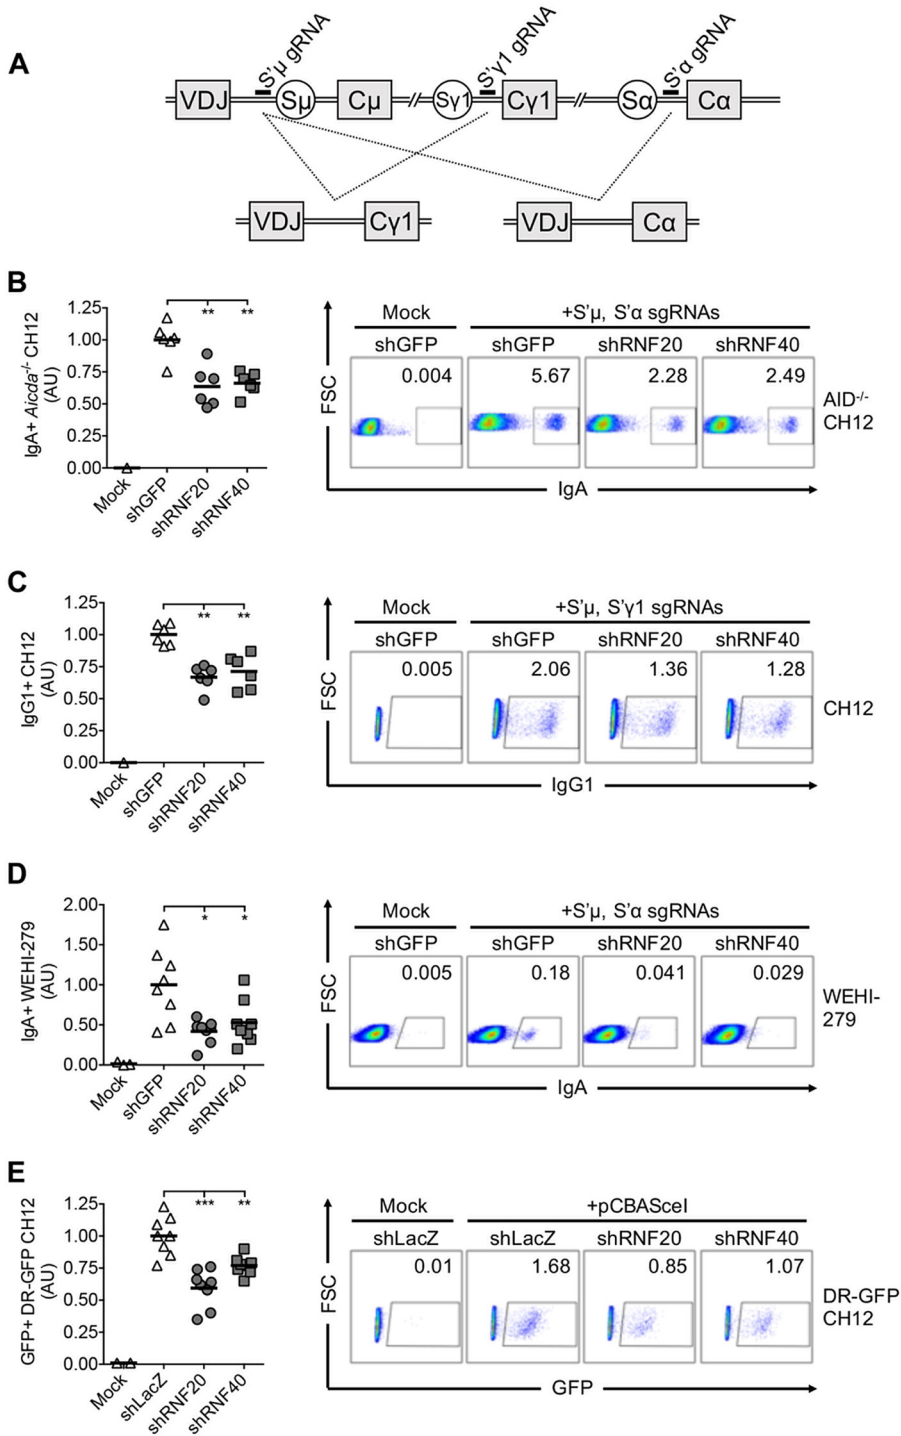 A
S'μ gRNA
S'γ1 gRNA
S'α gRNA
VDJ Sμ Cμ Sγ1 Cγ1 Sα Cα
VDJ Cγ1 VDJ Cα
B
IgA+ Aicda-/- CH12
(AU)
1.25
1.00
0.75
0.50
0.25
0.00
** **
Mock
shGFP
shRNF20
shRNF40
Mock +S'μ, S'α sgRNAs
shGFP shGFP shRNF20 shRNF40
FSC
0.004 5.67 2.28 2.49
AID-/-
CH12
IgA
C
IgG1+ CH12
(AU)
1.25
1.00
0.75
0.50
0.25
0.00
** **
Mock
shGFP
shRNF20
shRNF40
Mock +S'μ, S'γ1 sgRNAs
shGFP shGFP shRNF20 shRNF40
FSC
0.005 2.06 1.36 1.28
CH12
IgG1
D
IgA+ WEHI-279
(AU)
2.00
1.50
1.00
0.50
0.00
* *
Mock
shGFP
shRNF20
shRNF40
Mock +S'μ, S'α sgRNAs
shGFP shGFP shRNF20 shRNF40
FSC
0.005 0.18 0.041 0.029
WEHI-
279
IgA
E
GFP+ DR-GFP CH12
(AU)
1.25
1.00
0.75
0.50
0.25
0.00
*** **
Mock
shLacZ
shRNF20
shRNF40
Mock +pCBASceI
shLacZ shLacZ shRNF20 shRNF40
FSC
0.01 1.68 0.85 1.07
DR-GFP
CH12
GFP